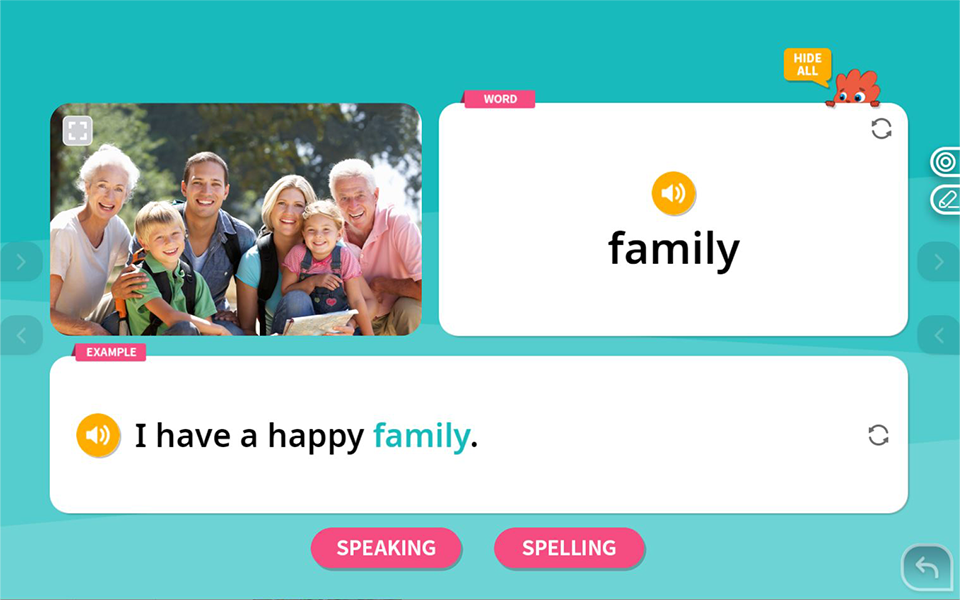 HIDE
ALL
WORD
family
EXAMPLE
I have a happy family.
SPEAKING
SPELLING